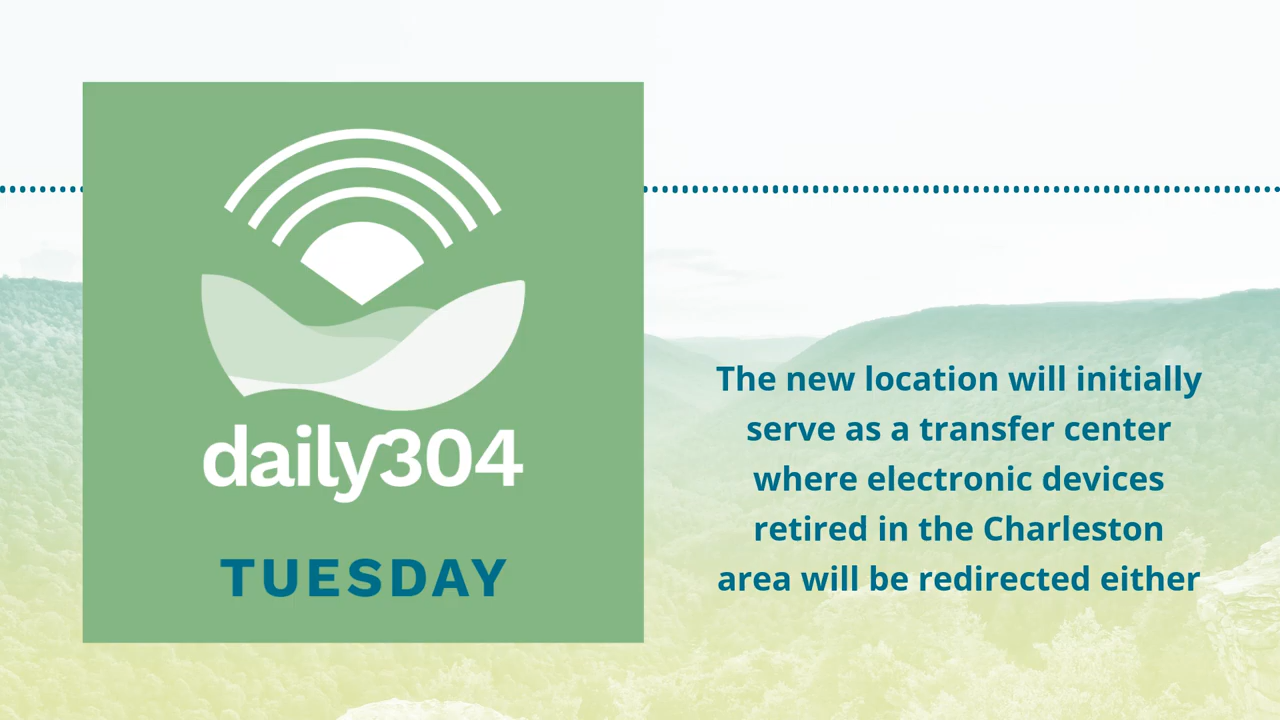 daily304
TUESDAY
The new location will initially
serve as a transfer center
where electronic devices
retired in the Charleston
area will be redirected either